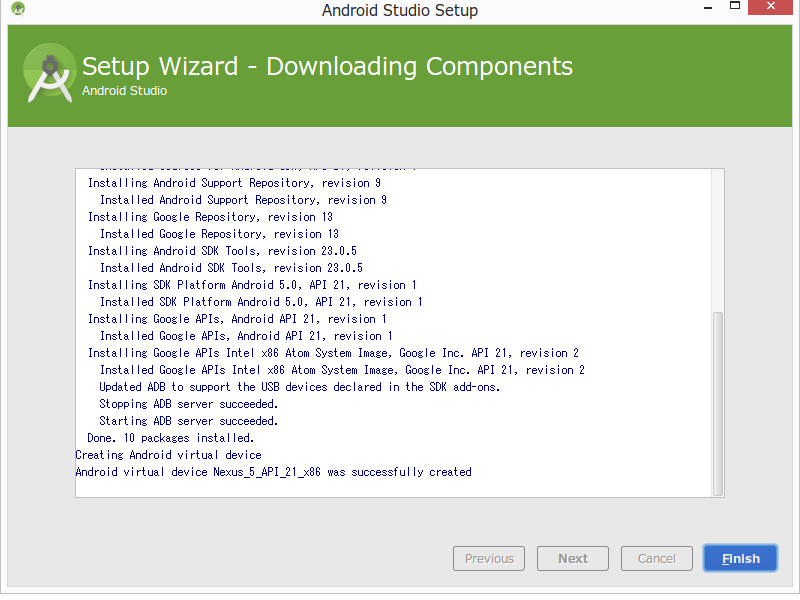 Android Studio Setup
Setup Wizard - Downloading Components
Android Studio
Installing Android Support Repository, revision 9
Installed Android Support Repository, revision 9
Installing Google Repository, revision 13
Installed Google Repository, revision 13
Installing Android SDK Tools, revision 23.0.5
Installed Android SDK Tools, revision 23.0.5
Installing SDK Platform Android 5.0, API 21, revision 1
Installed SDK Platform Android 5.0, API 21, revision 1
Installing Google APIs, Android API 21, revision 1
Installed Google APIs, Android API 21, revision 1
Installing Google APIs Intel x86 Atom System Image, Google Inc. API 21, revision 2
Installed Google APIs Intel x86 Atom System Image, Google Inc. API 21, revision 2
Updated ADB to support the USB devices declared in the SDK add-ons.
Stopping ADB server succeeded.
Starting ADB server succeeded.
Done. 10 packages installed.
Creating Android virtual device
Android virtual device Nexus_5_API_21_x86 was successfully created
Previous
Next
Cancel
Finish